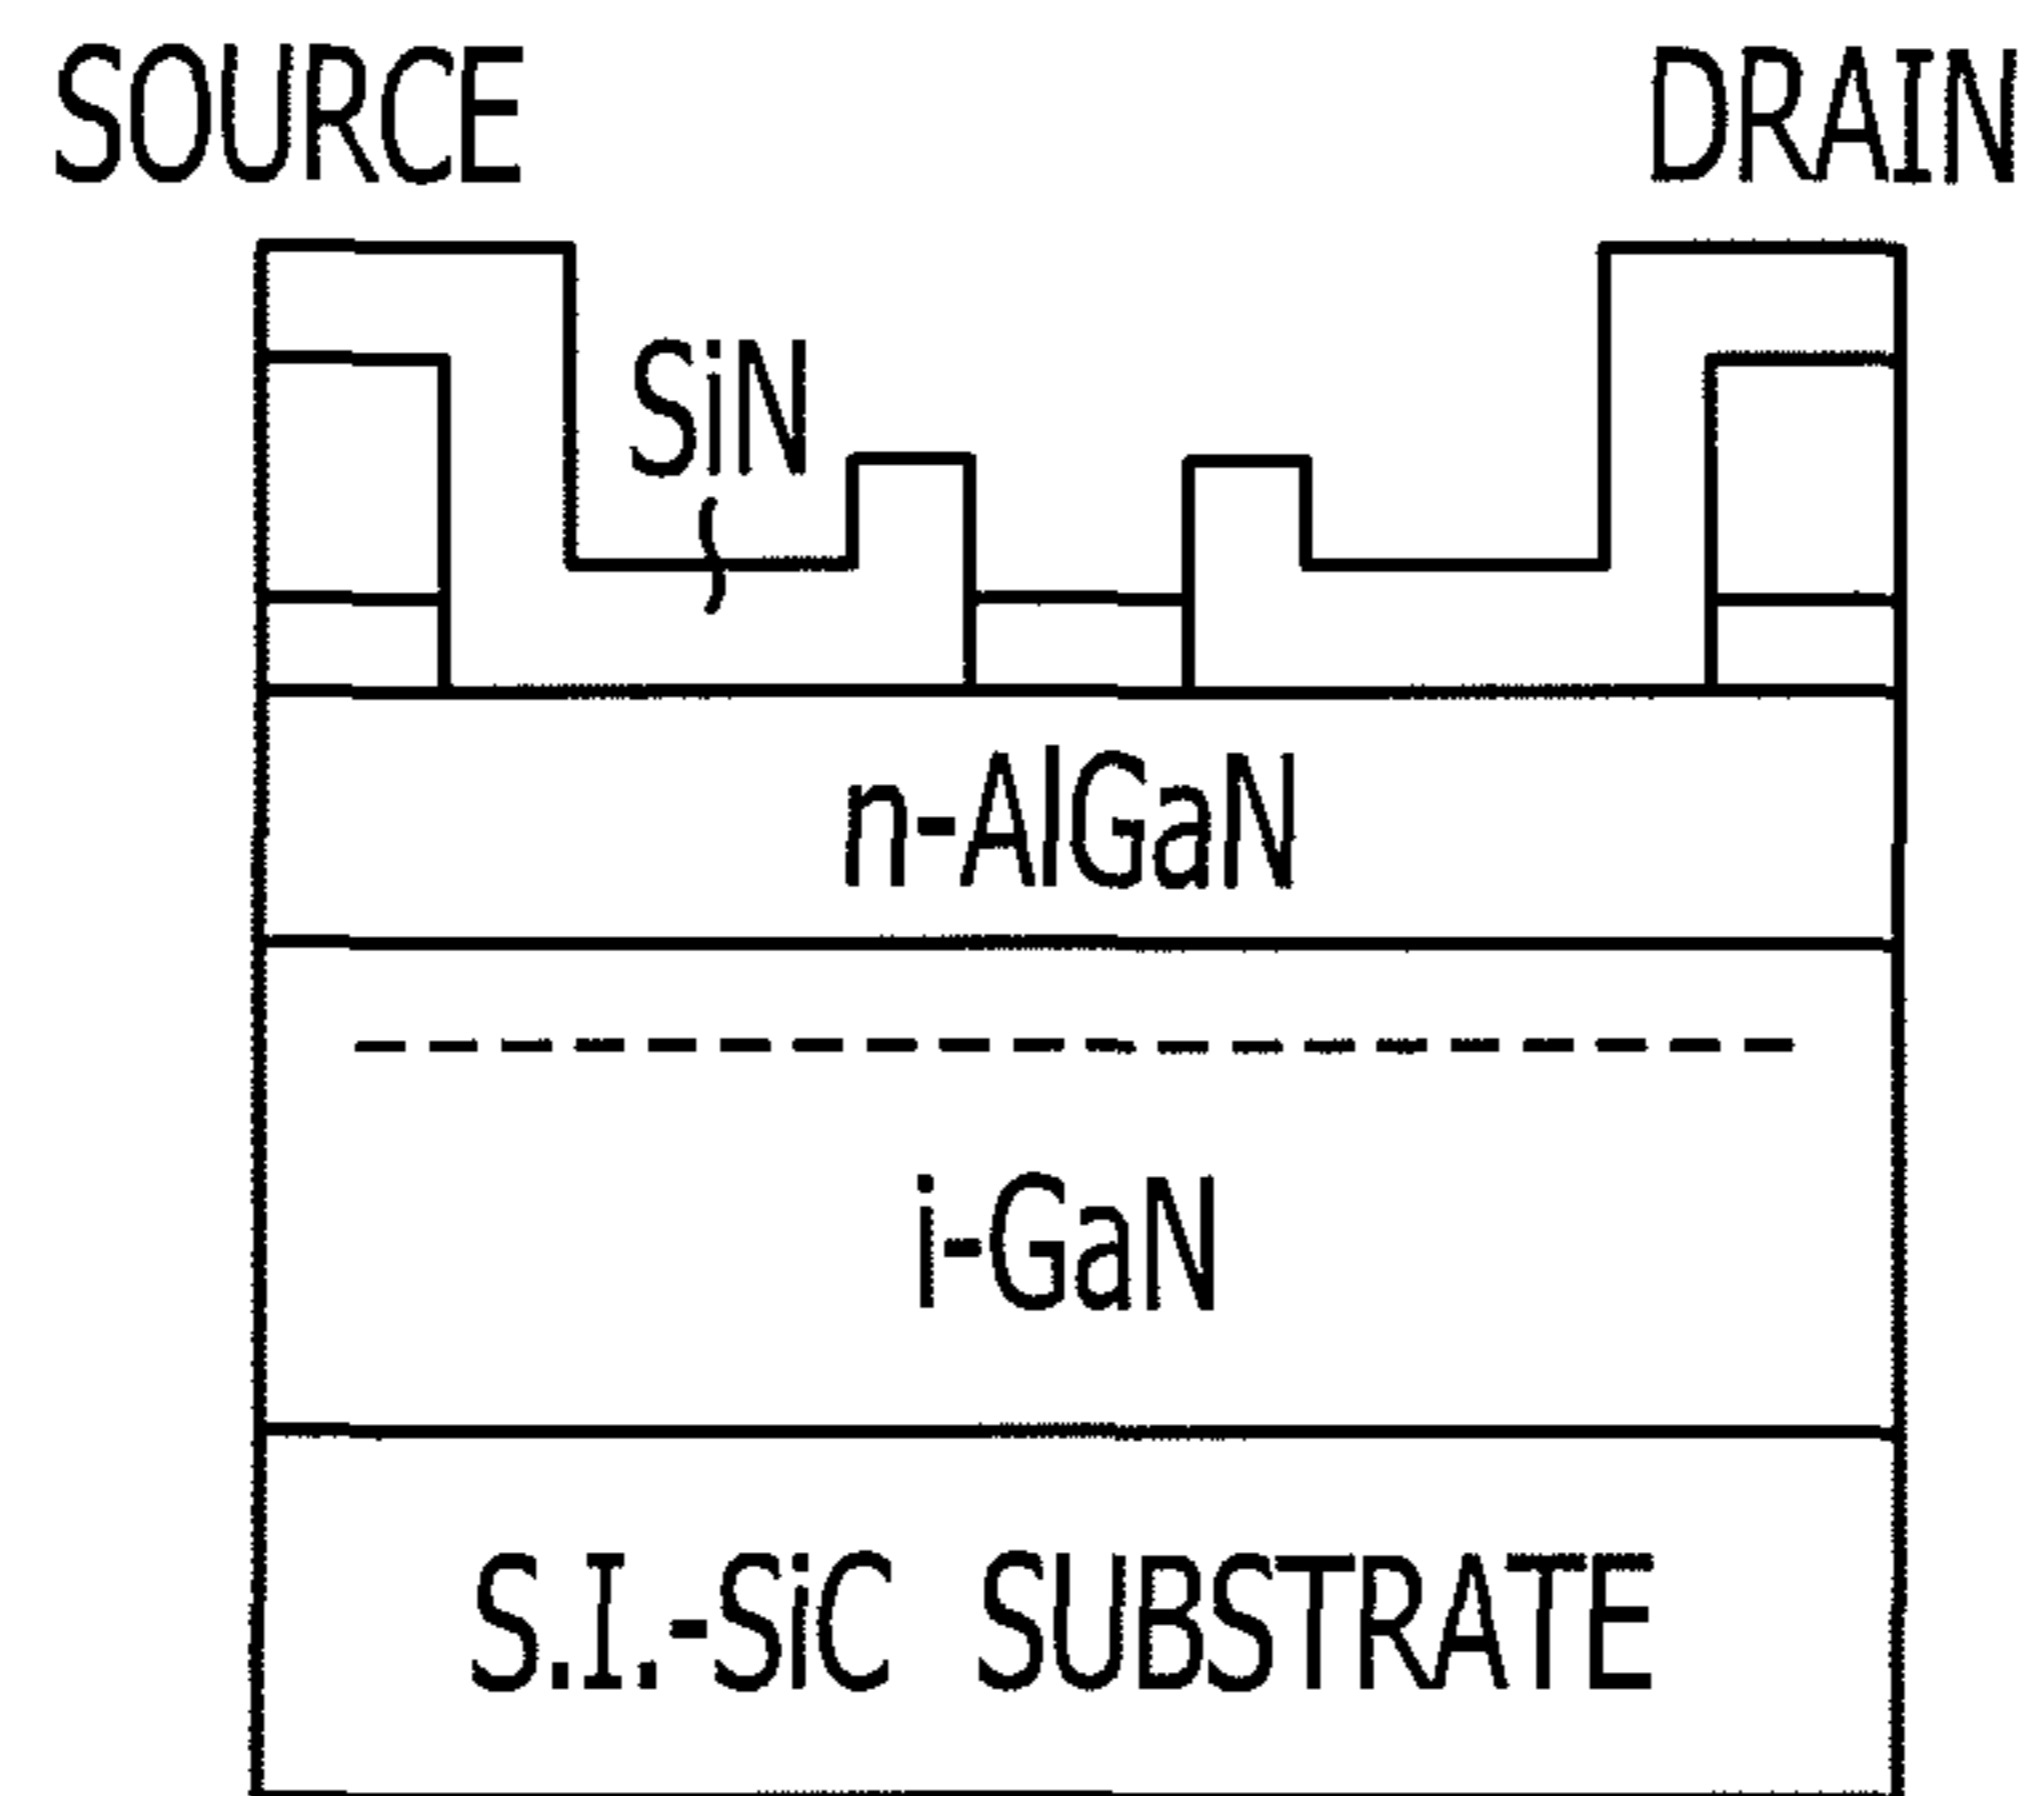 SOURCE DRAIN
SiN
n-AlGaN
i-GaN
S.I.-SiC SUBSTRATE